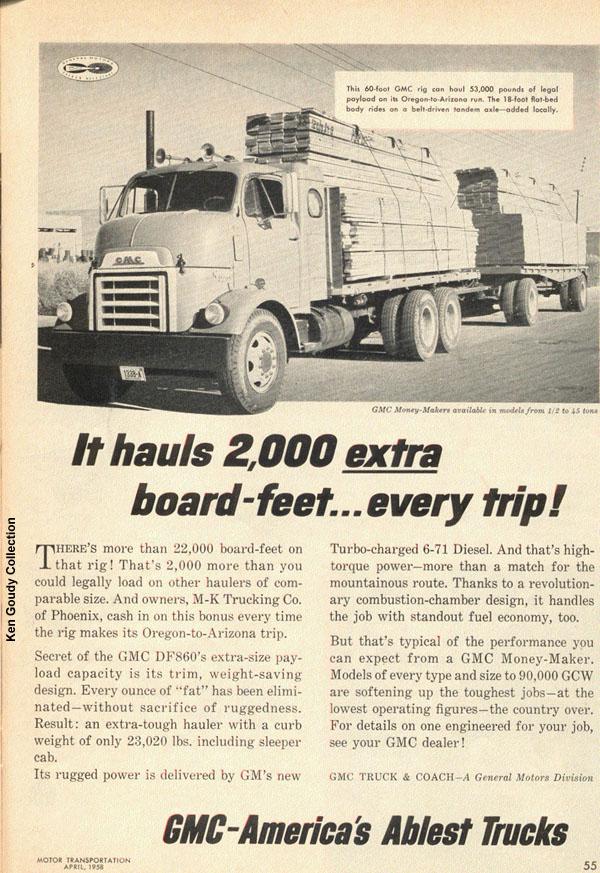 This 60-foot GMC rig can haul 53,000 pounds of legal
payload on its Oregon-to-Arizona run. The 18-foot flat-bed
body rides on a belt-driven tandem axle—added locally.
GMC
1338-A
GMC Money-Makers available in models from 1/2 to 45 tons
It hauls 2,000 extra
board-feet...every trip!
THERE'S more than 22,000 board-feet on
that rig! That's 2,000 more than you
could legally load on other haulers of com-
parable size. And owners, M-K Trucking Co.
of Phoenix, cash in on this bonus every time
the rig makes its Oregon-to-Arizona trip.
Secret of the GMC DF860's extra-size pay-
load capacity is its trim, weight-saving
design. Every ounce of "fat" has been elimi-
nated—without sacrifice of ruggedness.
Result: an extra-tough hauler with a curb
weight of only 23,020 lbs. including sleeper
cab.
Its rugged power is delivered by GM's new
Turbo-charged 6-71 Diesel. And that's high-
torque power—more than a match for the
mountainous route. Thanks to a revolution-
ary combustion-chamber design, it handles
the job with standout fuel economy, too.
But that's typical of the performance you
can expect from a GMC Money-Maker.
Models of every type and size to 90,000 GCW
are softening up the toughest jobs—at the
lowest operating figures—the country over.
For details on one engineered for your job,
see your GMC dealer!
GMC TRUCK & COACH—A General Motors Division
GMC-America's Ablest Trucks
MOTOR TRANSPORTATION
APRIL, 1958
55
Ken Goudy Collection